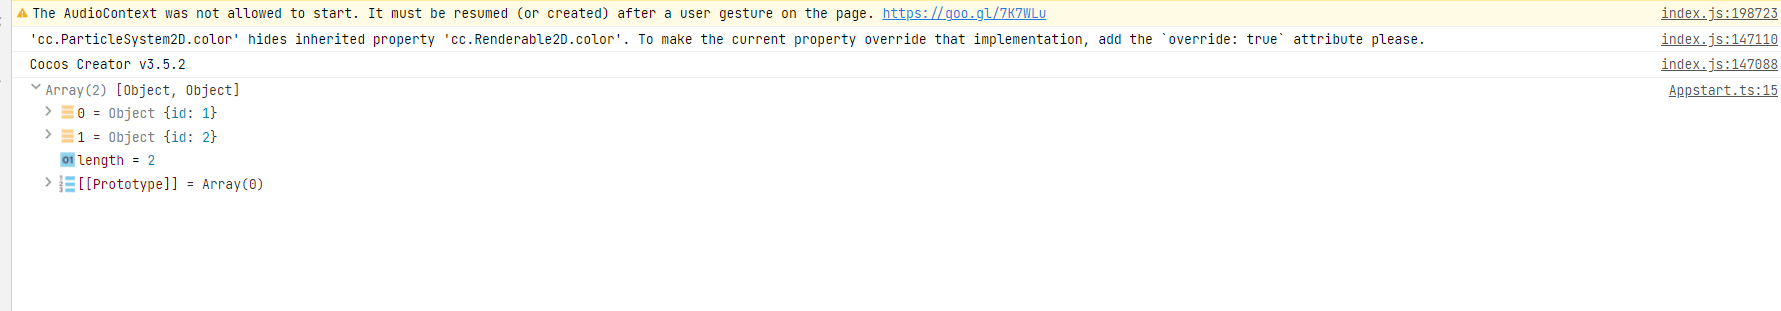 The AudioContext was not allowed to start. It must be resumed (or created) after a user gesture on the page. https://goo.gl/7K7WLu index.js:198723
'cc.ParticleSystem2D.color' hides inherited property 'cc.Renderable2D.color'. To make the current property override that implementation, add the `override: true` attribute please. index.js:147110
Cocos Creator v3.5.2 index.js:147088
Array(2) [Object, Object] Appstart.ts:15
0 = Object {id: 1}
1 = Object {id: 2}
01 length = 2
[[Prototype]] = Array(0)